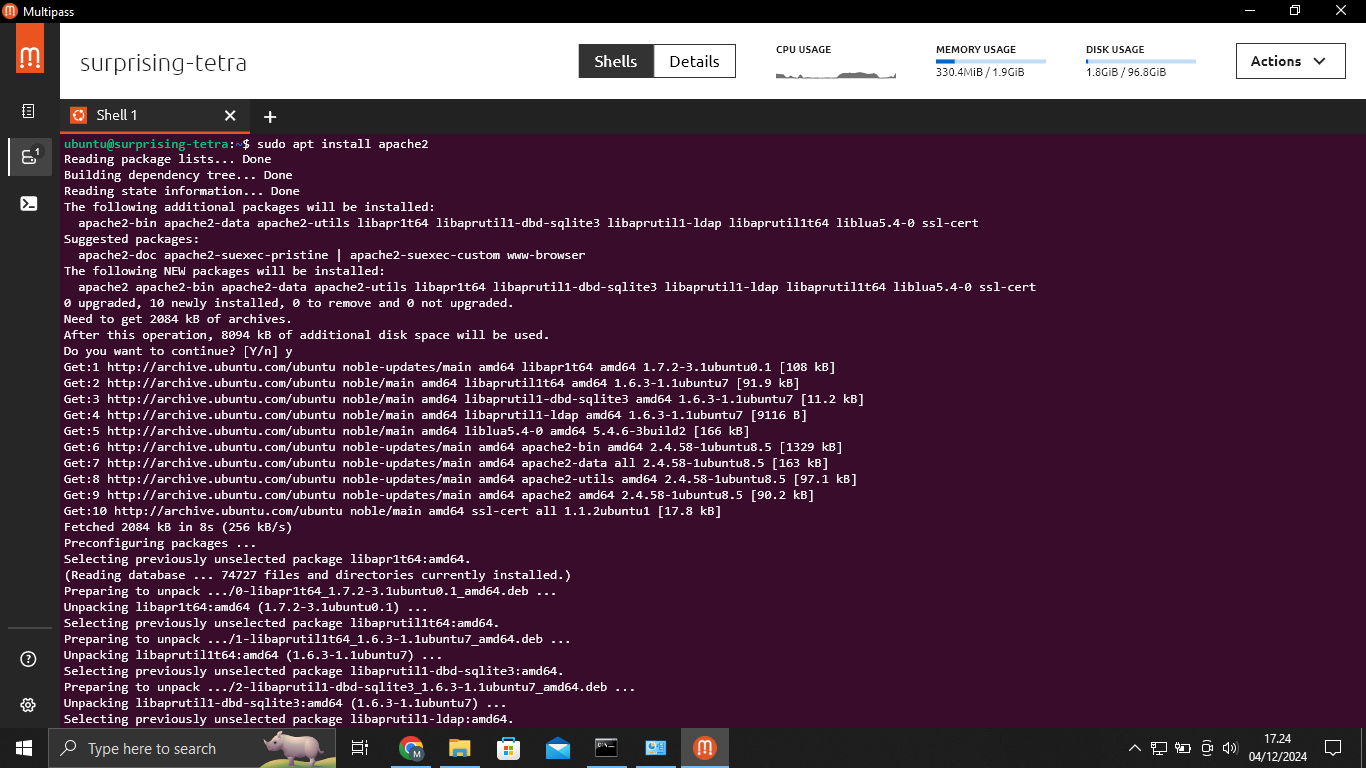 Multipass
surprising-tetra
Shells
Details
CPU USAGE
MEMORY USAGE
330.4MiB / 1.9GiB
DISK USAGE
1.8GiB / 96.8GiB
Actions
Shell 1
1
ubuntu@surprising-tetra:~$ sudo apt install apache2
Reading package lists... Done
Building dependency tree... Done
Reading state information... Done
The following additional packages will be installed:
apache2-bin apache2-data apache2-utils libapr1t64 libaprutil1-dbd-sqlite3 libaprutil1-ldap libaprutil1t64 liblua5.4-0 ssl-cert
Suggested packages:
apache2-doc apache2-suexec-pristine | apache2-suexec-custom www-browser
The following NEW packages will be installed:
apache2 apache2-bin apache2-data apache2-utils libapr1t64 libaprutil1-dbd-sqlite3 libaprutil1-ldap libaprutil1t64 liblua5.4-0 ssl-cert
0 upgraded, 10 newly installed, 0 to remove and 0 not upgraded.
Need to get 2084 kB of archives.
After this operation, 8094 kB of additional disk space will be used.
Do you want to continue? [Y/n] y
Get:1 http://archive.ubuntu.com/ubuntu noble-updates/main amd64 libapr1t64 amd64 1.7.2-3.1ubuntu0.1 [108 kB]
Get:2 http://archive.ubuntu.com/ubuntu noble/main amd64 libaprutil1t64 amd64 1.6.3-1.1ubuntu7 [91.9 kB]
Get:3 http://archive.ubuntu.com/ubuntu noble/main amd64 libaprutil1-dbd-sqlite3 amd64 1.6.3-1.1ubuntu7 [11.2 kB]
Get:4 http://archive.ubuntu.com/ubuntu noble/main amd64 libaprutil1-ldap amd64 1.6.3-1.1ubuntu7 [9116 B]
Get:5 http://archive.ubuntu.com/ubuntu noble/main amd64 liblua5.4-0 amd64 5.4.6-3build2 [166 kB]
Get:6 http://archive.ubuntu.com/ubuntu noble-updates/main amd64 apache2-bin amd64 2.4.58-1ubuntu8.5 [1329 kB]
Get:7 http://archive.ubuntu.com/ubuntu noble-updates/main amd64 apache2-data all 2.4.58-1ubuntu8.5 [163 kB]
Get:8 http://archive.ubuntu.com/ubuntu noble-updates/main amd64 apache2-utils amd64 2.4.58-1ubuntu8.5 [97.1 kB]
Get:9 http://archive.ubuntu.com/ubuntu noble-updates/main amd64 apache2 amd64 2.4.58-1ubuntu8.5 [90.2 kB]
Get:10 http://archive.ubuntu.com/ubuntu noble/main amd64 ssl-cert all 1.1.2ubuntu1 [17.8 kB]
Fetched 2084 kB in 8s (256 kB/s)
Preconfiguring packages ...
Selecting previously unselected package libapr1t64:amd64.
(Reading database ... 74727 files and directories currently installed.)
Preparing to unpack .../0-libapr1t64_1.7.2-3.1ubuntu0.1_amd64.deb ...
Unpacking libapr1t64:amd64 (1.7.2-3.1ubuntu0.1) ...
Selecting previously unselected package libaprutil1t64:amd64.
Preparing to unpack .../1-libaprutil1t64_1.6.3-1.1ubuntu7_amd64.deb ...
Unpacking libaprutil1t64:amd64 (1.6.3-1.1ubuntu7) ...
Selecting previously unselected package libaprutil1-dbd-sqlite3:amd64.
Preparing to unpack .../2-libaprutil1-dbd-sqlite3_1.6.3-1.1ubuntu7_amd64.deb ...
Unpacking libaprutil1-dbd-sqlite3:amd64 (1.6.3-1.1ubuntu7) ...
Selecting previously unselected package libaprutil1-ldap:amd64.
Type here to search
17.24
04/12/2024